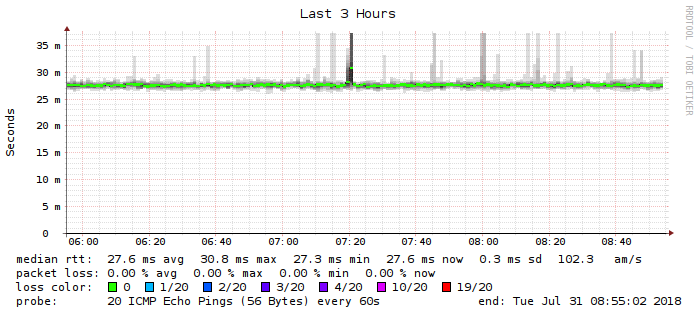 Last 3 Hours
RRDTOOL / TOBI OETIKER
Seconds
35 m
30 m
25 m
20 m
15 m
10 m
5 m
0
06:00 06:20 06:40 07:00 07:20 07:40 08:00 08:20 08:40
median rtt: 27.6 ms avg 30.8 ms max 27.3 ms min 27.6 ms now 0.3 ms sd 102.3 am/s
packet loss: 0.00 % avg 0.00 % max 0.00 % min 0.00 % now
loss color: 0 1/20 2/20 3/20 4/20 10/20 19/20
probe: 20 ICMP Echo Pings (56 Bytes) every 60s end: Tue Jul 31 08:55:02 2018